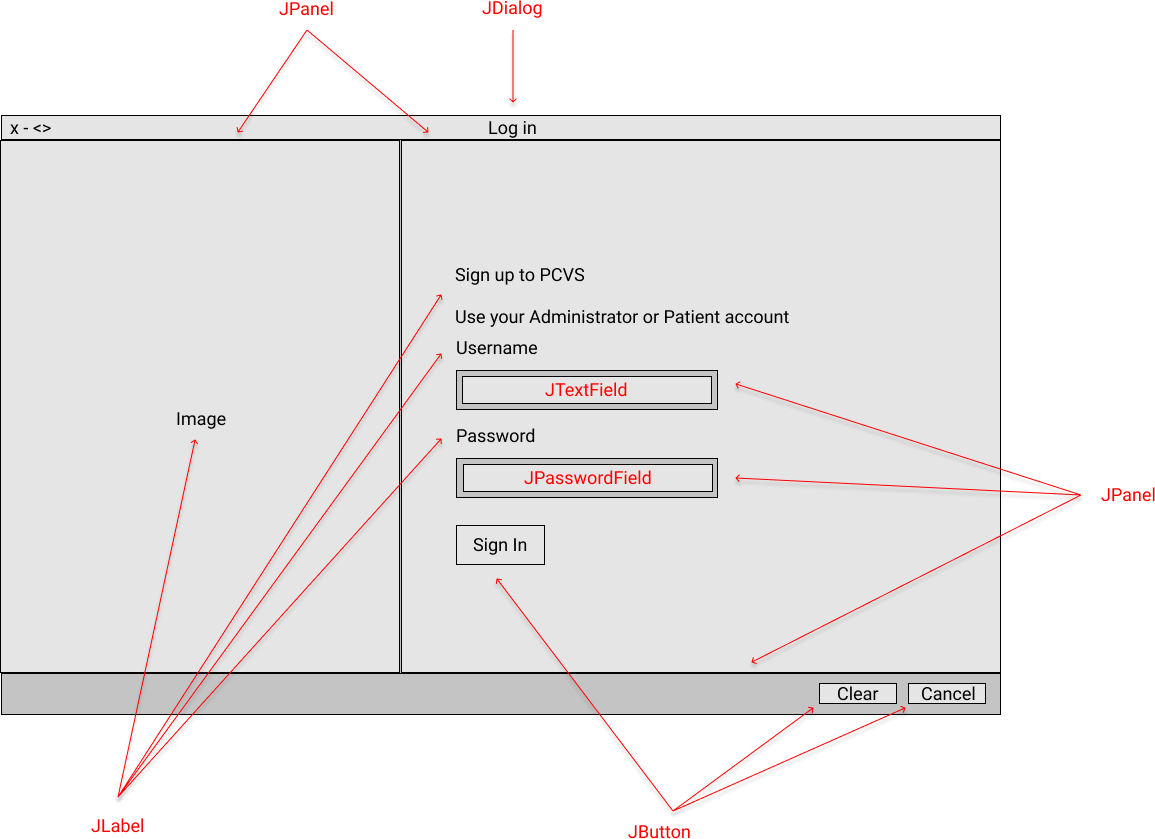 JPanel
JDialog
x - <>
Log in
Sign up to PCVS
Use your Administrator or Patient account
Username
JTextField
Image
Password
JPasswordField
JPanel
Sign In
Clear
Cancel
JLabel
JButton